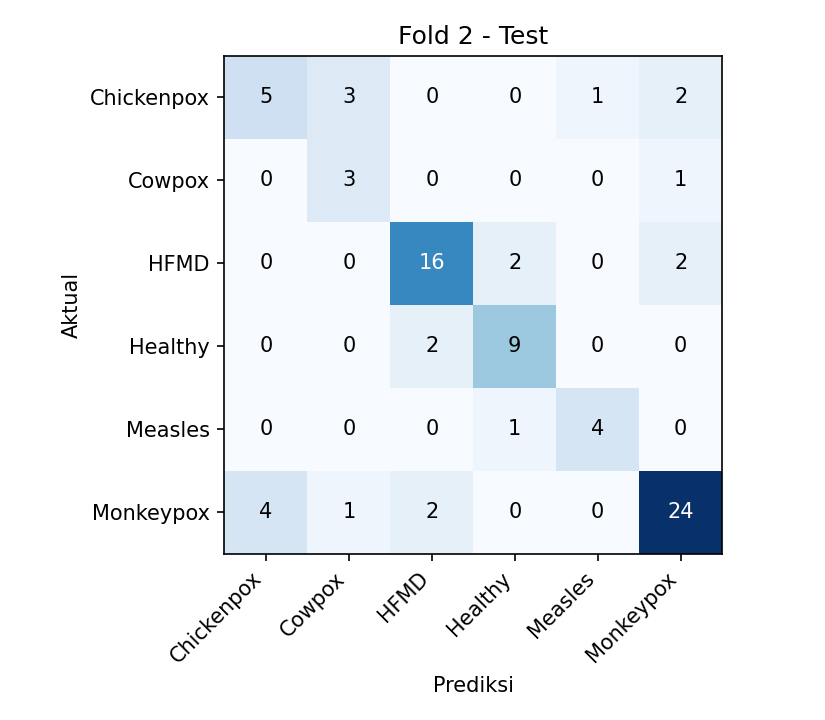 Fold 2 - Test
Aktual
Chickenpox 5 3 0 0 1 2
Cowpox 0 3 0 0 0 1
HFMD 0 0 16 2 0 2
Healthy 0 0 2 9 0 0
Measles 0 0 0 1 4 0
Monkeypox 4 1 2 0 0 24
Chickenpox Cowpox HFMD Healthy Measles Monkeypox
Prediksi